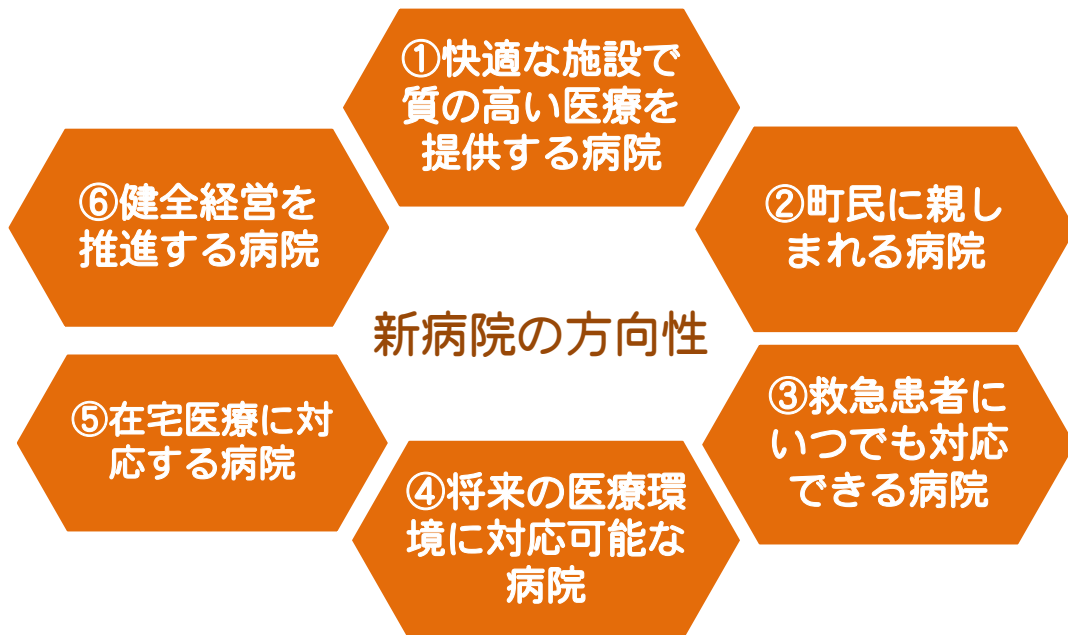 ①快適な施設で
質の高い医療を
提供する病院
②町民に親し
まれる病院
③救急患者に
いつでも対応
できる病院
④将来の医療環
境に対応可能な
病院
⑤在宅医療に対
応する病院
⑥健全経営を
推進する病院
新病院の方向性